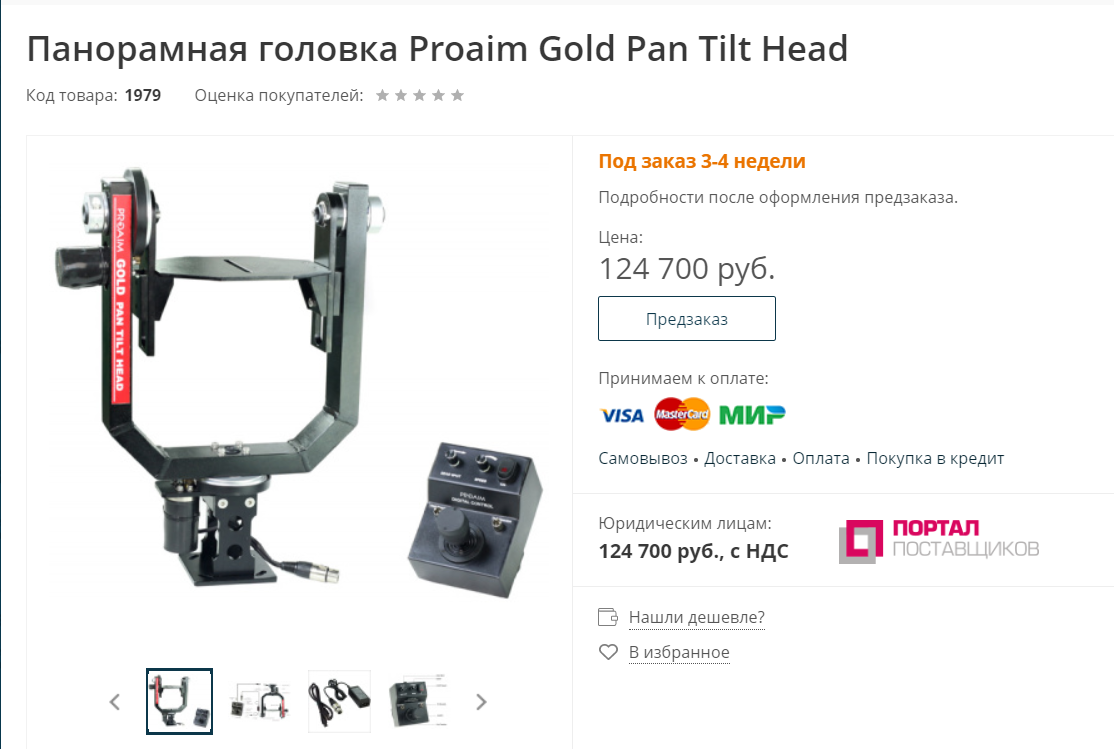 Панорамная головка Proaim Gold Pan Tilt Head
Код товара: 1979 Оценка покупателей:
PROAIM GOLD PAN TILT HEAD
PROAIM
DIGITAL CONTROL
Под заказ 3-4 недели
Подробности после оформления предзаказа.
Цена:
124 700 руб.
Предзаказ
Принимаем к оплате:
VISA MasterCard МИР
Самовывоз • Доставка • Оплата • Покупка в кредит
Юридическим лицам:
124 700 руб., с НДС
ПОРТАЛ
ПОСТАВЩИКОВ
Нашли дешевле?
В избранное